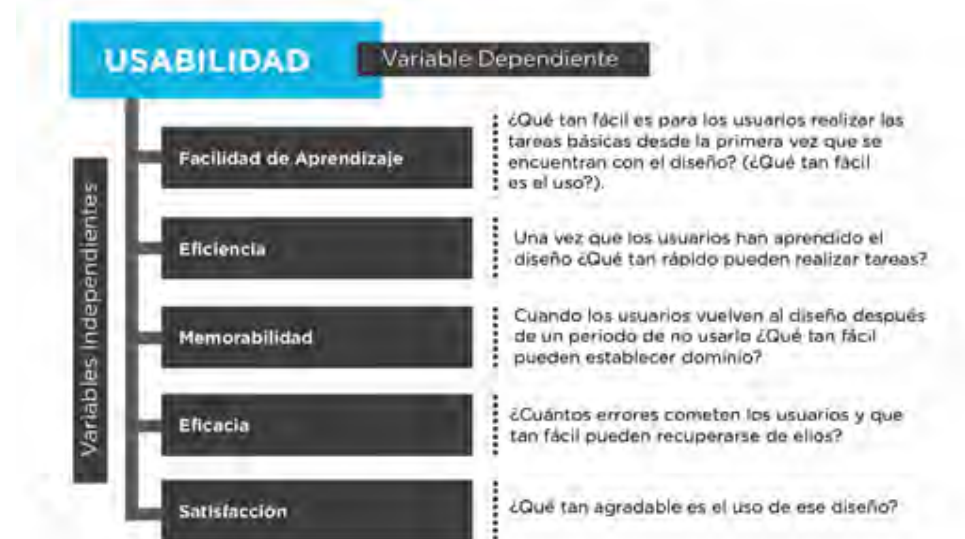 USABILIDAD
Variable Dependiente
Variables Independientes
Facilidad de Aprendizaje
¿Qué tan fácil es para los usuarios realizar las
tareas básicas desde la primera vez que se
encuentran con el diseño? (¿Qué tan fácil
es el uso?).
Eficiencia
Una vez que los usuarios han aprendido el
diseño ¿Qué tan rápido pueden realizar tareas?
Memorabilidad
Cuando los usuarios vuelven al diseño después
de un periodo de no usarlo ¿Qué tan fácil
pueden establecer dominio?
Eficacia
¿Cuántos errores cometen los usuarios y que
tan fácil pueden recuperarse de ellos?
Satisfacción
¿Qué tan agradable es el uso de ese diseño?